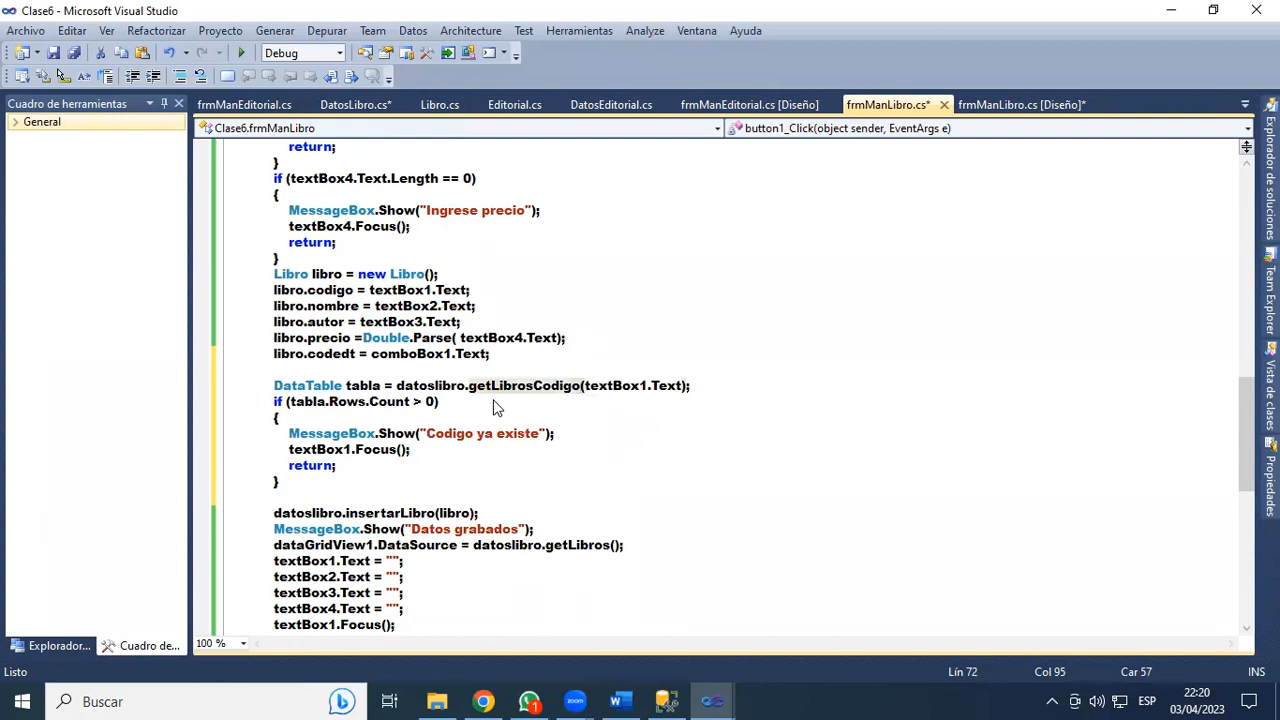 Clase6 - Microsoft Visual Studio
Archivo Editar Ver Refactorizar Proyecto Generar Depurar Team Datos Architecture Test Herramientas Analyze Ventana Ayuda
Debug
Cuadro de herramientas
General
frmManEditorial.cs DatosLibro.cs* Libro.cs Editorial.cs DatosEditorial.cs frmManEditorial.cs [Diseño] frmManLibro.cs* frmManLibro.cs [Diseño]*
Clase6.frmManLibro button1_Click(object sender, EventArgs e)
return;
}
if (textBox4.Text.Length == 0)
{
MessageBox.Show("Ingrese precio");
textBox4.Focus();
return;
}
Libro libro = new Libro();
libro.codigo = textBox1.Text;
libro.nombre = textBox2.Text;
libro.autor = textBox3.Text;
libro.precio =Double.Parse( textBox4.Text);
libro.codedt = comboBox1.Text;
DataTable tabla = datoslibro.getLibrosCodigo(textBox1.Text);
if (tabla.Rows.Count > 0)
{
MessageBox.Show("Codigo ya existe");
textBox1.Focus();
return;
}
datoslibro.insertarLibro(libro);
MessageBox.Show("Datos grabados");
dataGridView1.DataSource = datoslibro.getLibros();
textBox1.Text = "";
textBox2.Text = "";
textBox3.Text = "";
textBox4.Text = "";
textBox1.Focus();
100 %
Explorador de soluciones
Team Explorer
Vista de clases
Propiedades
Explorador... Cuadro de...
Listo Lín 72 Col 95 Car 57 INS
Buscar
1
zoom
ESP
22:20
03/04/2023